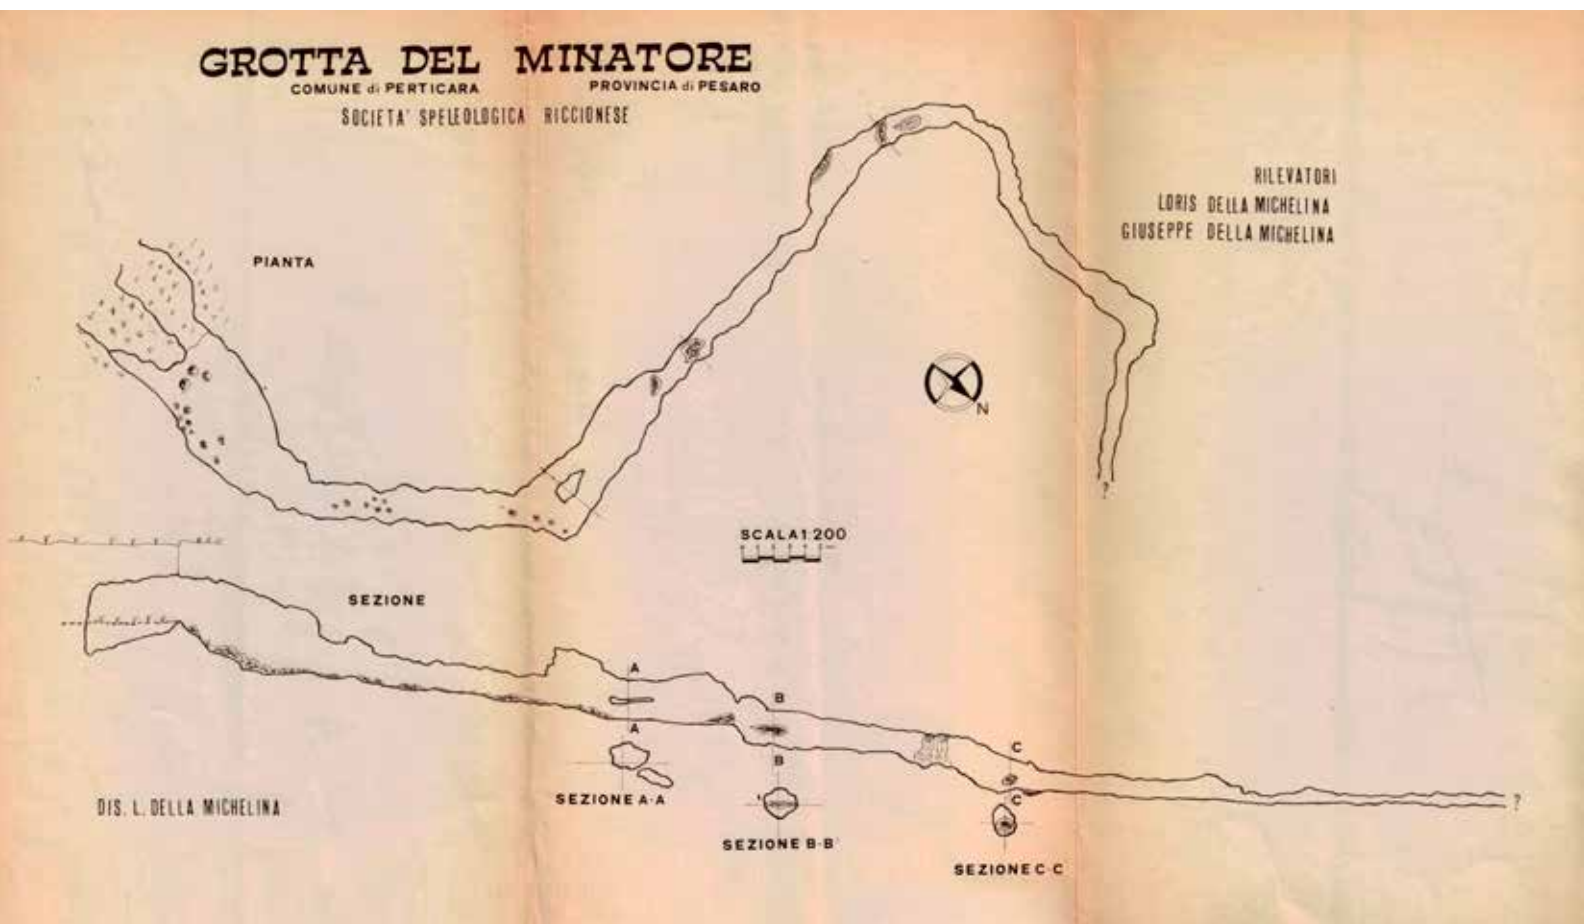 GROTTA DEL MINATORE
COMUNE di PERTICARA PROVINCIA di PESARO
SOCIETA' SPELEOLOGICA RICCIONESE
RILEVATORI
LORIS DELLA MICHELINA
GIUSEPPE DELLA MICHELINA
PIANTA
N
?
SCALA 1:200
SEZIONE
A
B
A
C
B
C
?
SEZIONE A-A
DIS. L. DELLA MICHELINA
SEZIONE B-B'
SEZIONE C-C